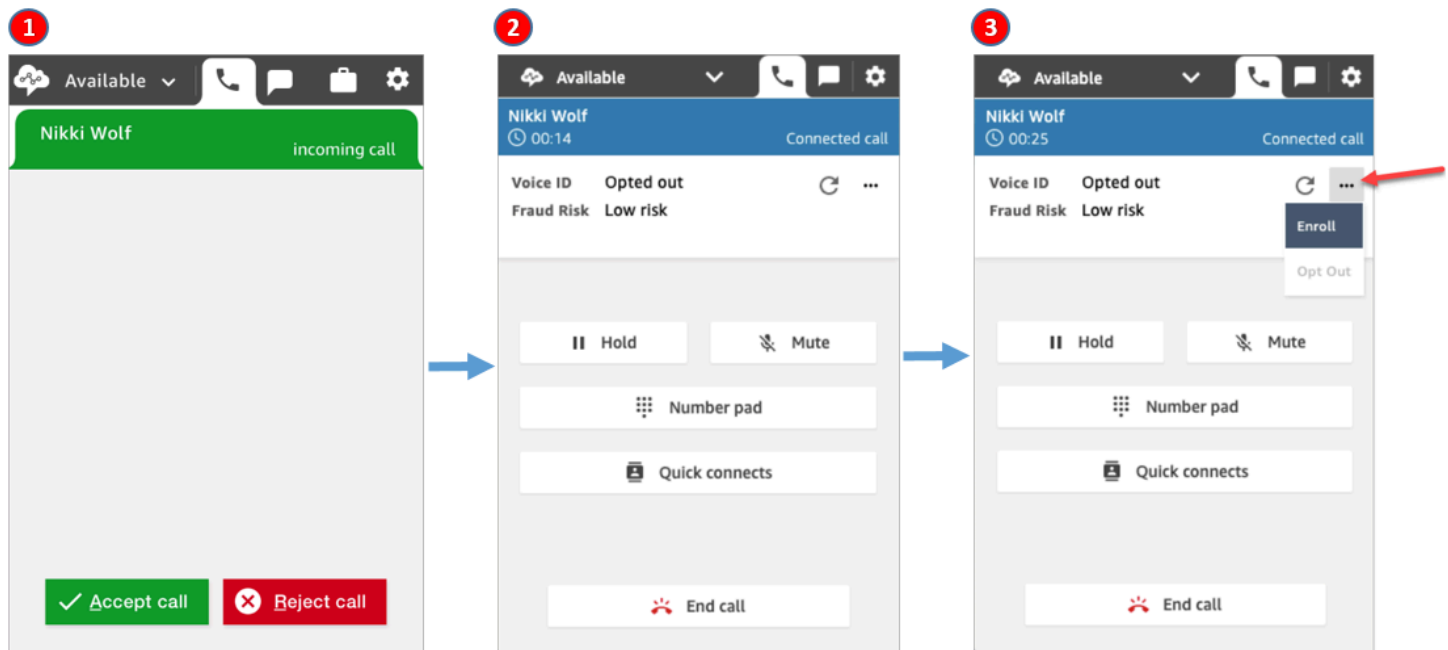 1
Available
Nikki Wolf
incoming call
Accept call
Reject call
2
Available
Nikki Wolf
00:14 Connected call
Voice ID Opted out
Fraud Risk Low risk
Hold
Mute
Number pad
Quick connects
End call
3
Available
Nikki Wolf
00:25 Connected call
Voice ID Opted out
Fraud Risk Low risk
Enroll
Opt Out
Hold
Mute
Number pad
Quick connects
End call